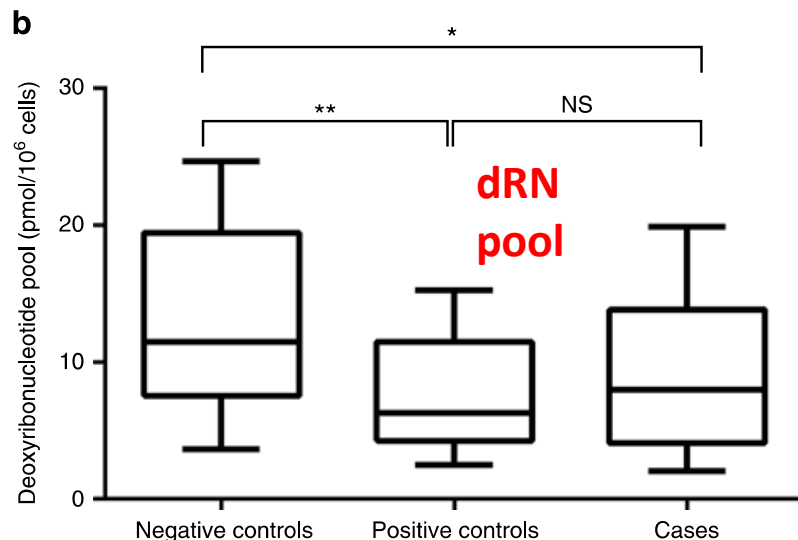 b
*
30
**
NS
dRN
pool
20
10
0
Deoxyribonucleotide pool (pmol/10⁶ cells)
Negative controls
Positive controls
Cases